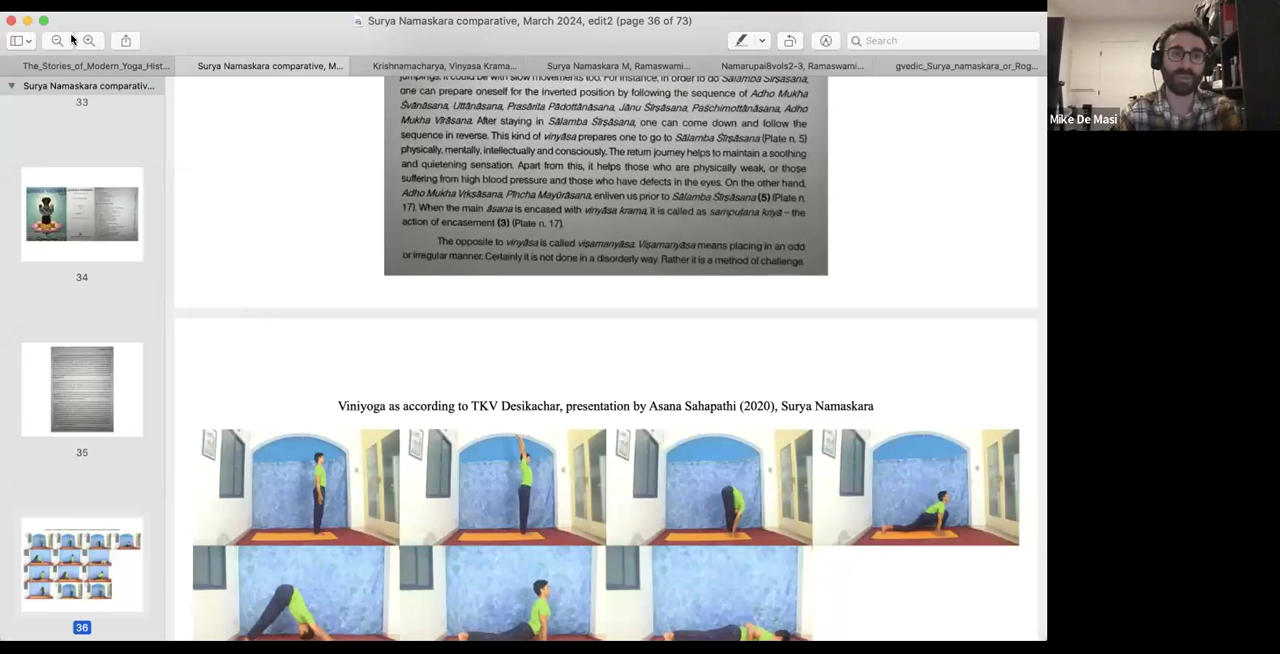 Surya Namaskara comparative, March 2024, edit2 (page 36 of 73)
Search
The_Stories_of_Modern_Yoga_Hist...
Surya Namaskara comparative, M...
Krishnamacharya, Vinyasa Krama...
Surya Namaskara M, Ramaswami...
Namarupai8vols2-3, Ramaswami...
gvedic_Surya_namaskara_or_Rog...
Surya Namaskara comparativ...
33
34
35
36
jumpings. It could be with slow movements too. For instance, in order to do Sālamba Śīrṣāsana,
one can prepare oneself for the inverted position by following the sequence of Adho Mukha
Śvānāsana, Uttānāsana, Prasārita Pādottānāsana, Jānu Śīrṣāsana, Paśchimottānāsana, Adho
Mukha Vīrāsana. After staying in Sālamba Śīrṣāsana, one can come down and follow the
sequence in reverse. This kind of vinyāsa prepares one to go to Sālamba Śīrṣāsana (Plate n. 5)
physically, mentally, intellectually and consciously. The return journey helps to maintain a soothing
and quietening sensation. Apart from this, it helps those who are physically weak, or those
suffering from high blood pressure and those who have defects in the eyes. On the other hand,
Adho Mukha Vṛkṣāsana, Pīncha Mayūrāsana, enliven us prior to Sālamba Śīrṣāsana (5) (Plate n.
17). When the main āsana is encased with vinyāsa krama, it is called as sampuṭana kriyā – the
action of encasement (3) (Plate n. 17).
The opposite to vinyāsa is called viṣamanyāsa. Viṣamanyāsa means placing in an odd
or irregular manner. Certainly it is not done in a disorderly way. Rather it is a method of challenge.
Viniyoga as according to TKV Desikachar, presentation by Asana Sahapathi (2020), Surya Namaskara
Mike De Masi